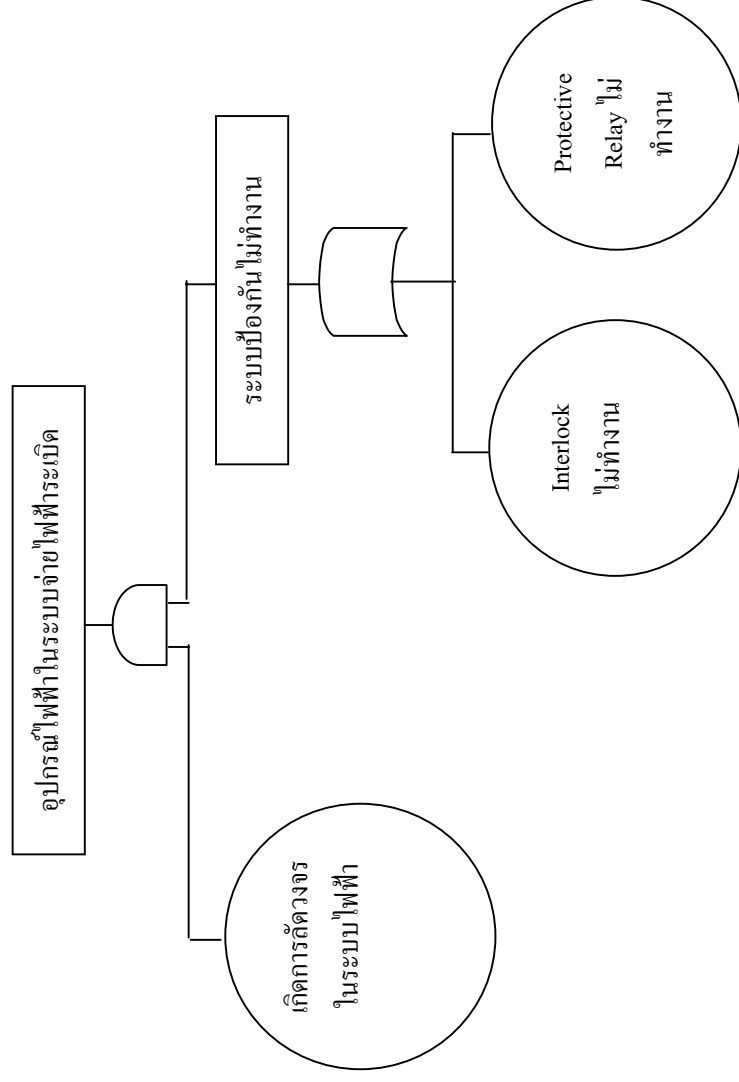 อุปกรณ์ไฟฟ้าในระบบจ่ายไฟฟ้าระเบิด
เกิดการลัดวงจร
ในระบบไฟฟ้า
ระบบป้องกันไม่ทำงาน
Interlock
ไม่ทำงาน
Protective
Relay ไม่
ทำงาน